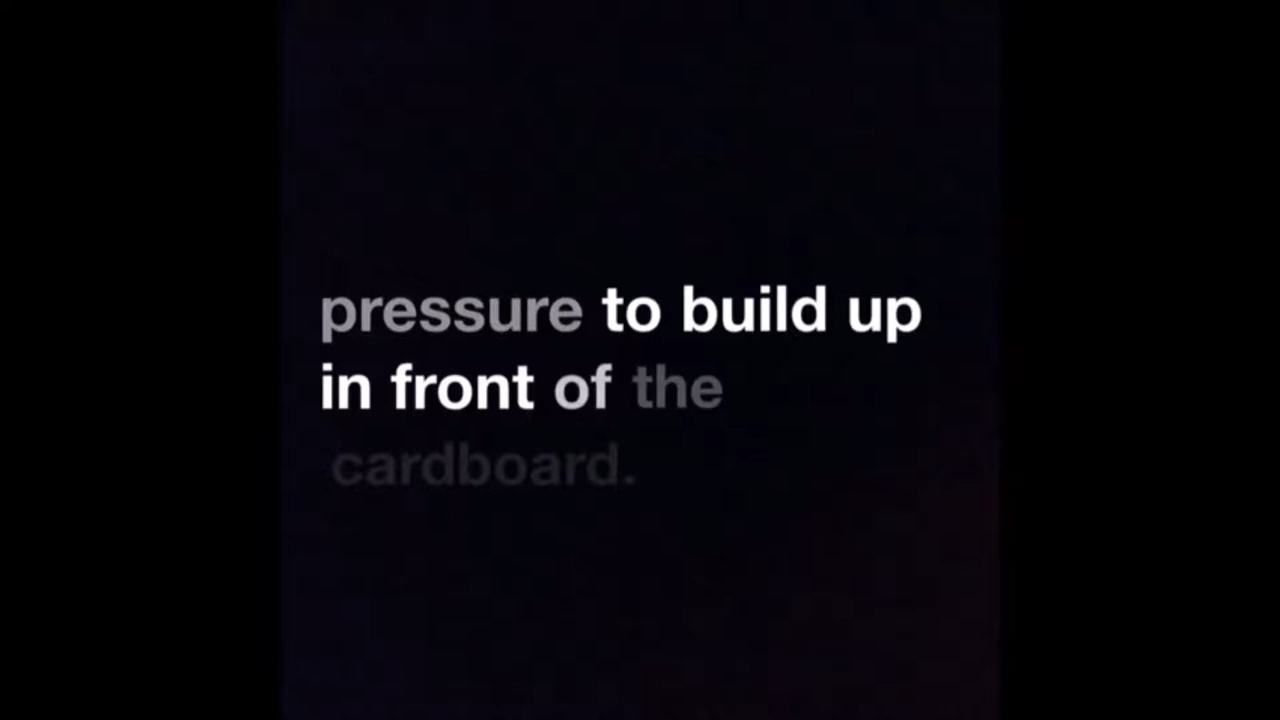 pressure to build up
in front of the
cardboard.